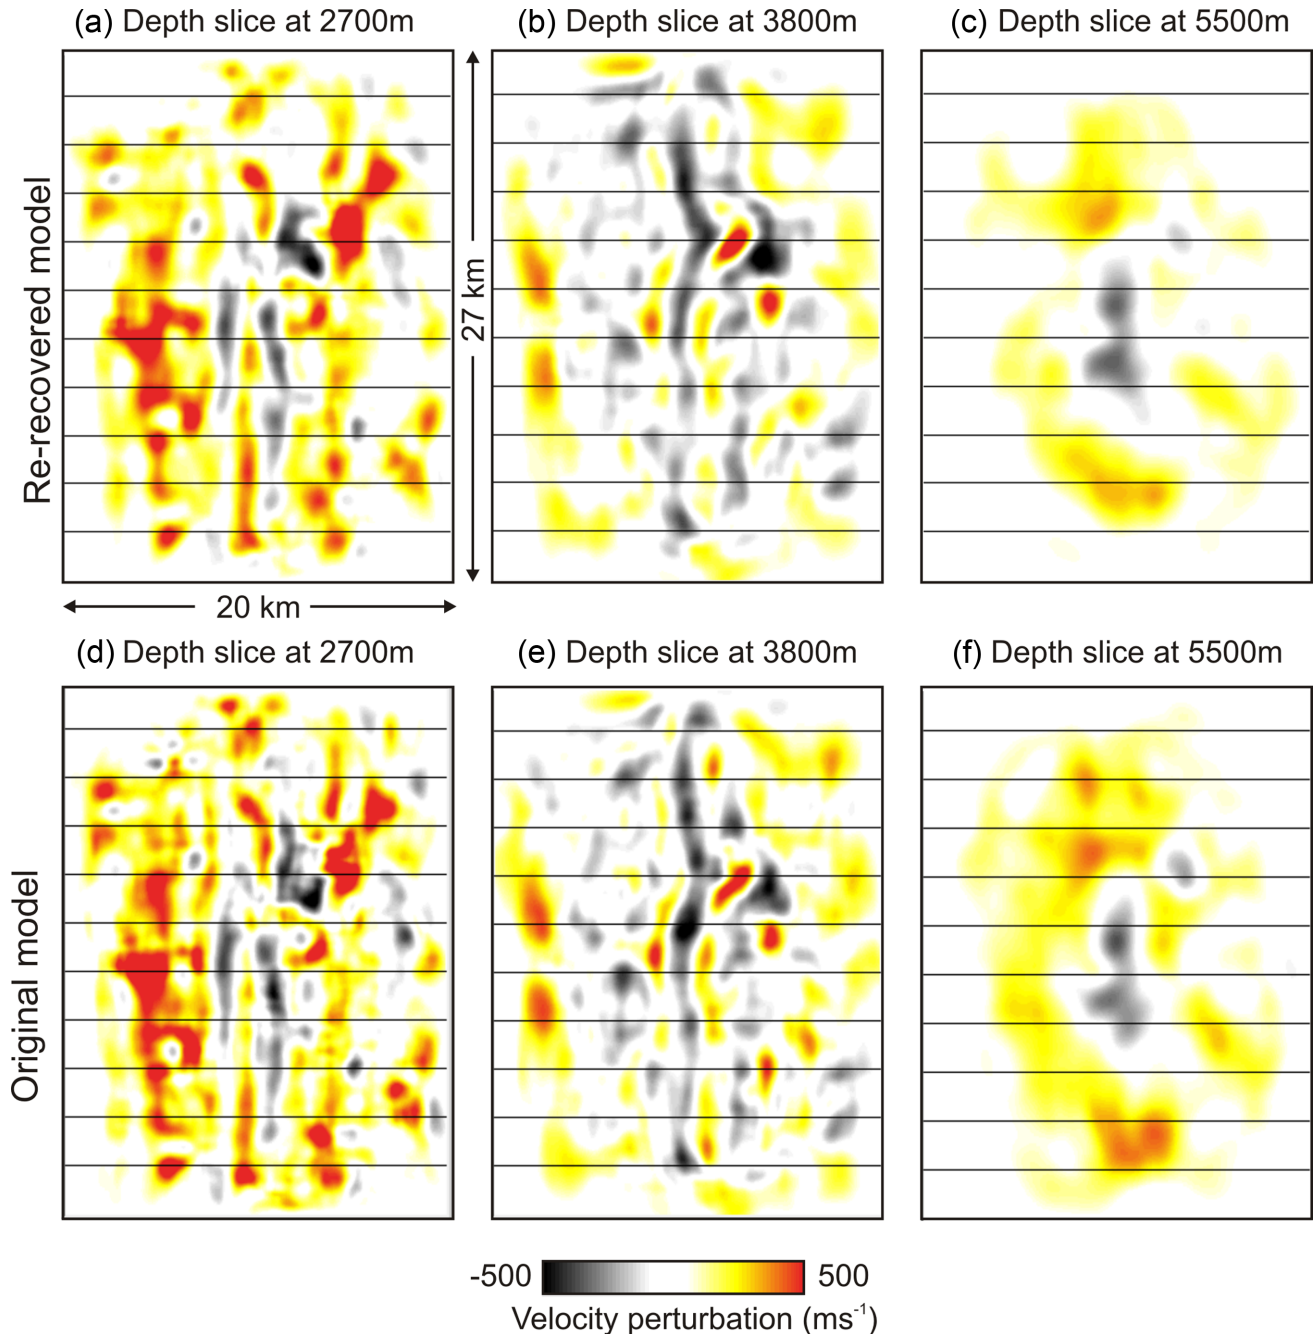 (a) Depth slice at 2700m
(b) Depth slice at 3800m
(c) Depth slice at 5500m
Re-recovered model
27 km
20 km
(d) Depth slice at 2700m
(e) Depth slice at 3800m
(f) Depth slice at 5500m
Original model
-500
500
Velocity perturbation (ms⁻¹)